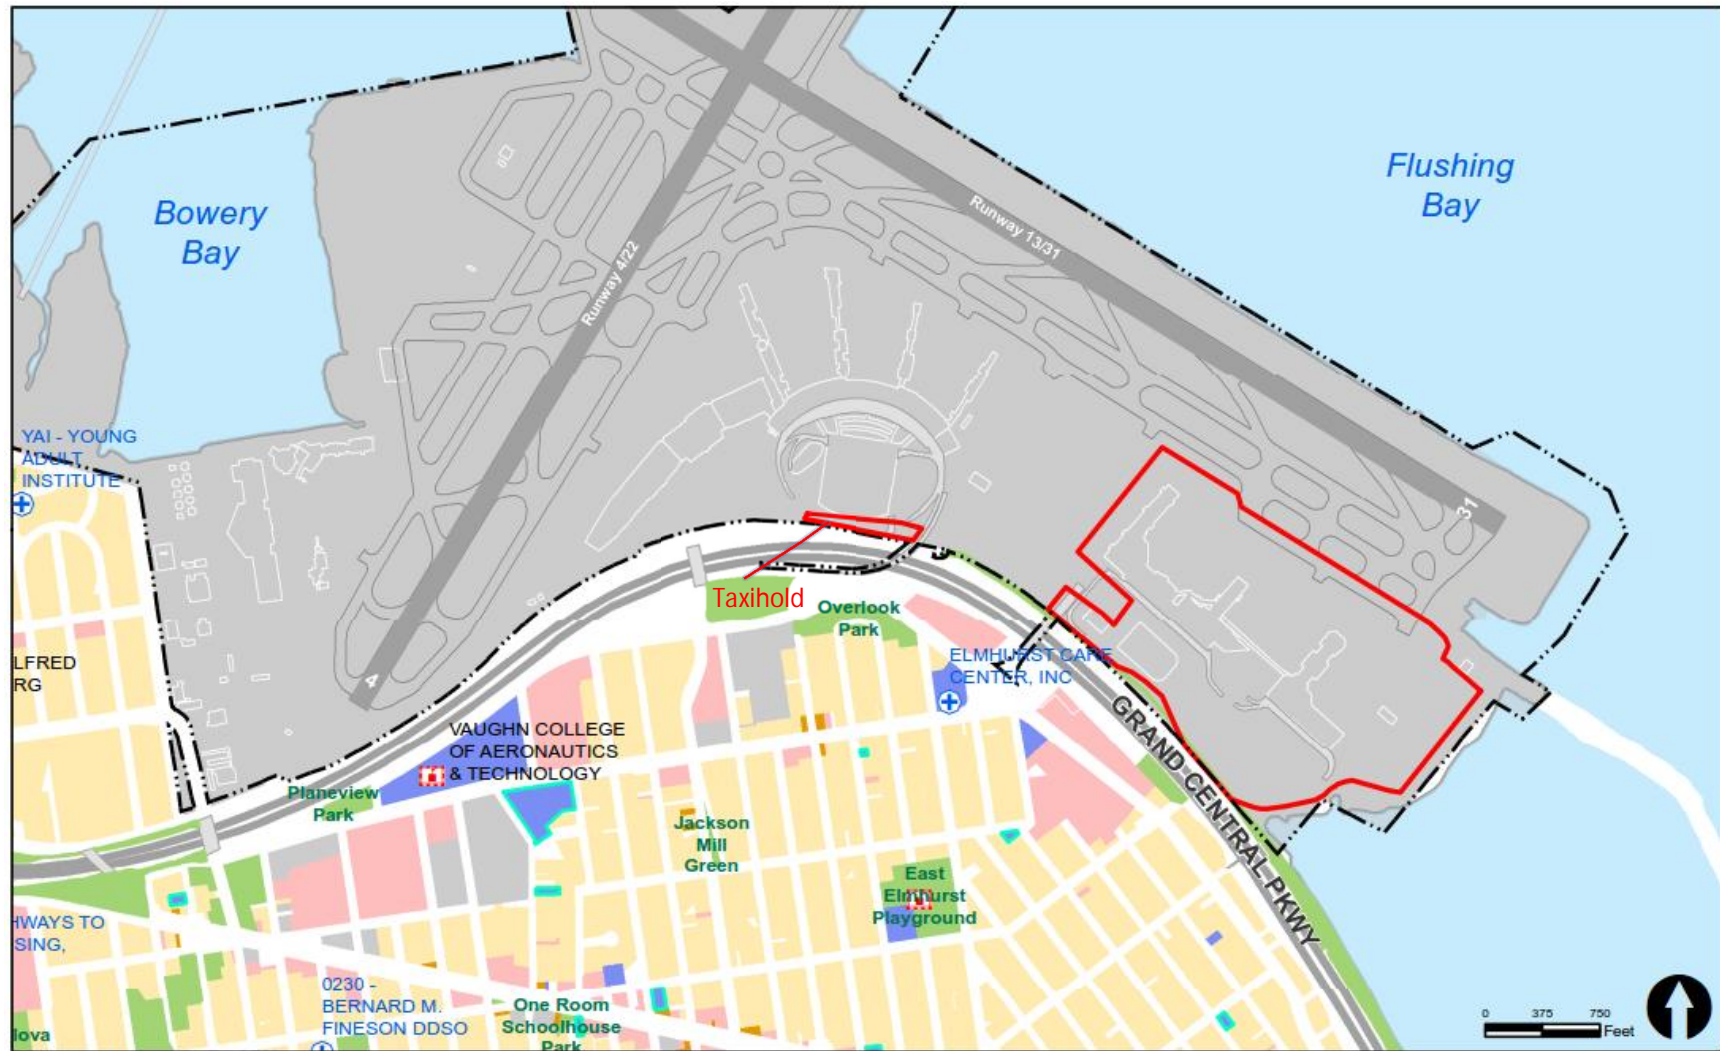 Flushing
Bay
Bowery
Bay
Runway 13/31
Runway 4/22
YAI - YOUNG
ADULT
INSTITUTE
31
Taxihold
Overlook
Park
LFRED
RG
ELMHURST CARE
CENTER, INC
4
GRAND CENTRAL PKWY
VAUGHN COLLEGE
OF AERONAUTICS
& TECHNOLOGY
Planeview
Park
Jackson
Mill
Green
East
Elmhurst
Playground
HWAYS TO
SING,
0230 -
BERNARD M.
FINESON DDSO
One Room
Schoolhouse
Park
lova
0 375 750
Feet